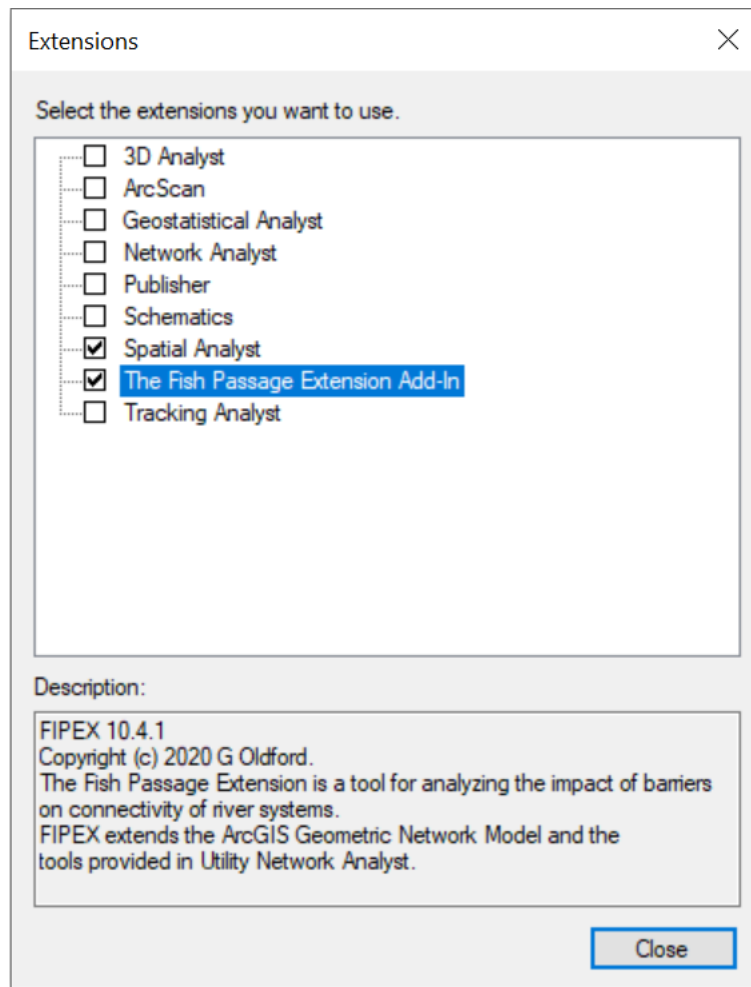 Extensions
Select the extensions you want to use.
3D Analyst
ArcScan
Geostatistical Analyst
Network Analyst
Publisher
Schematics
Spatial Analyst
The Fish Passage Extension Add-In
Tracking Analyst
Description:
FIPEX 10.4.1
Copyright (c) 2020 G Oldford.
The Fish Passage Extension is a tool for analyzing the impact of barriers
on connectivity of river systems.
FIPEX extends the ArcGIS Geometric Network Model and the
tools provided in Utility Network Analyst.
Close